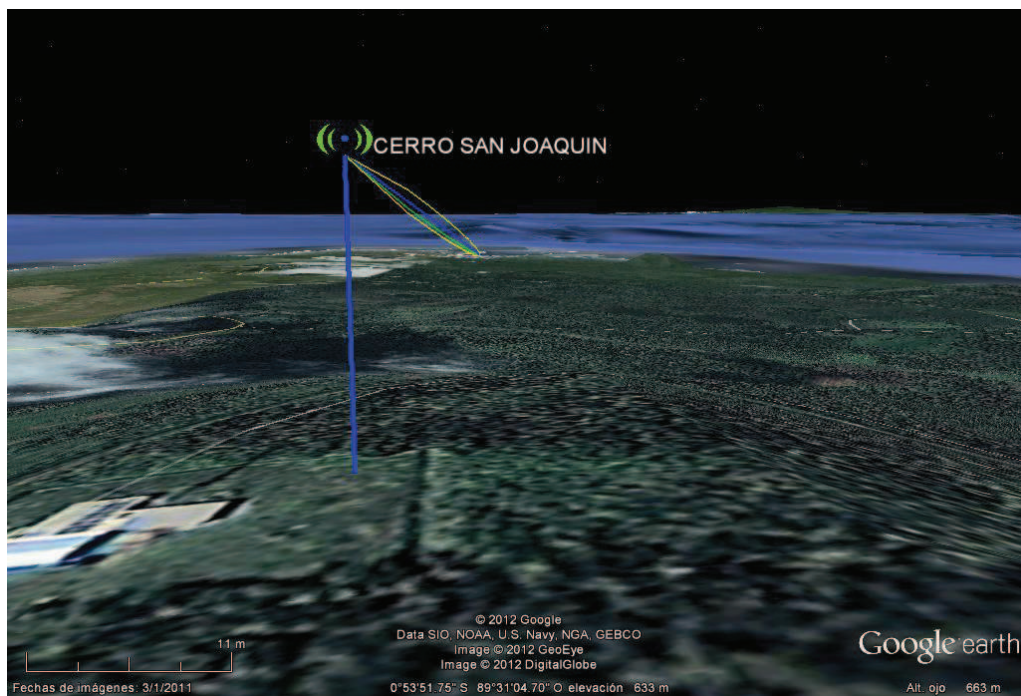 CERRO SAN JOAQUIN
© 2012 Google
Data SIO, NOAA, U.S. Navy, NGA, GEBCO
Image © 2012 GeoEye
Image © 2012 DigitalGlobe
11 m
Google earth
Fechas de imágenes: 3/1/2011 0°53'51.75" S 89°31'04.70" O elevación 633 m Alt. ojo 663 m